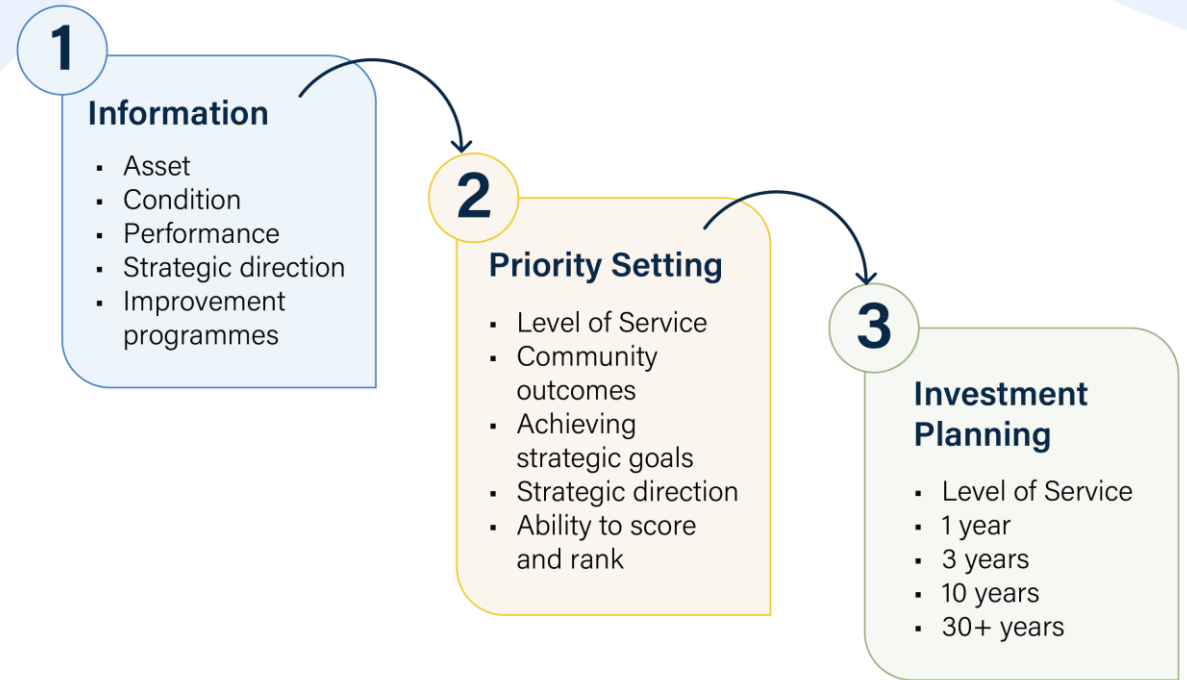 1
Information
▪ Asset
▪ Condition
▪ Performance
▪ Strategic direction
▪ Improvement
programmes
2
Priority Setting
▪ Level of Service
▪ Community
outcomes
▪ Achieving
strategic goals
▪ Strategic direction
▪ Ability to score
and rank
3
Investment
Planning
▪ Level of Service
▪ 1 year
▪ 3 years
▪ 10 years
▪ 30+ years